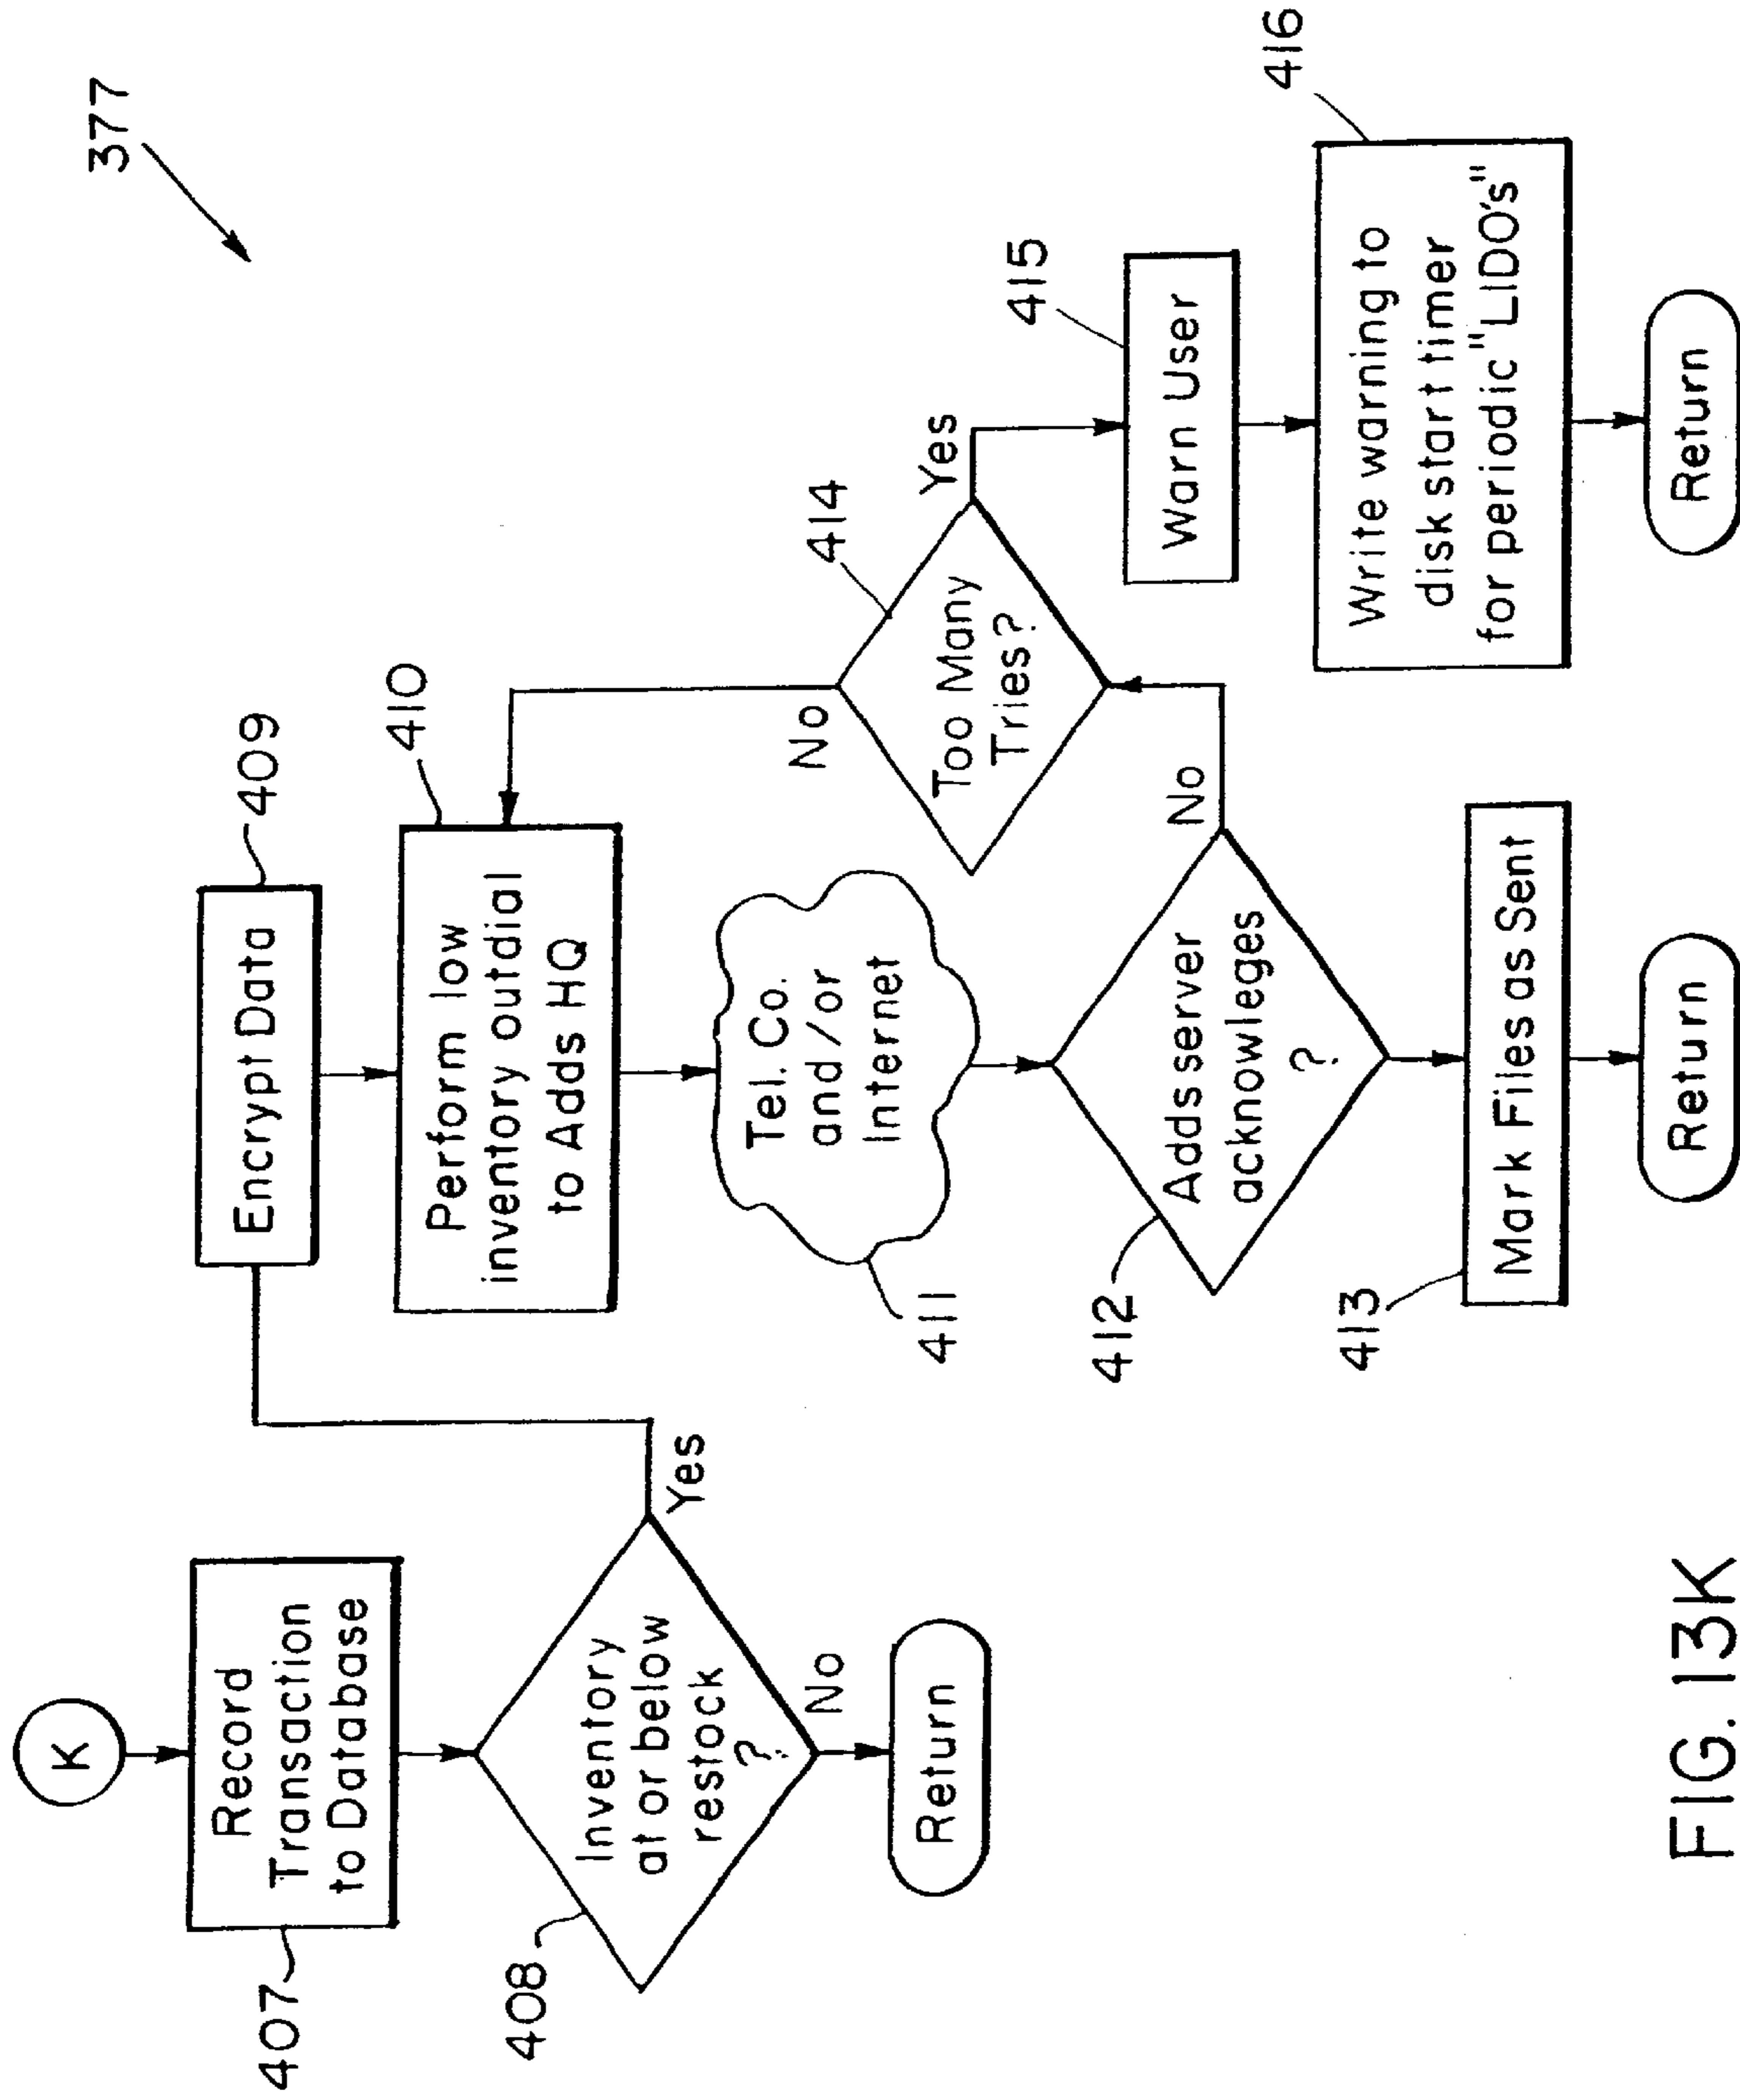 377
K
Record
Transaction
to Database
407
Inventory
at or below
restock
?
408
Yes
No
Return
Encrypt Data
409
Perform low
inventory outdial
to Adds HQ
410
Tel. Co.
and/or
Internet
411
Adds server
acknowleges
?
412
No
Mark Files as Sent
413
Return
Too Many
Tries?
414
No
Yes
Warn User
415
Write warning to
disk start timer
for periodic "LIDO's"
416
Return
FIG. 13K